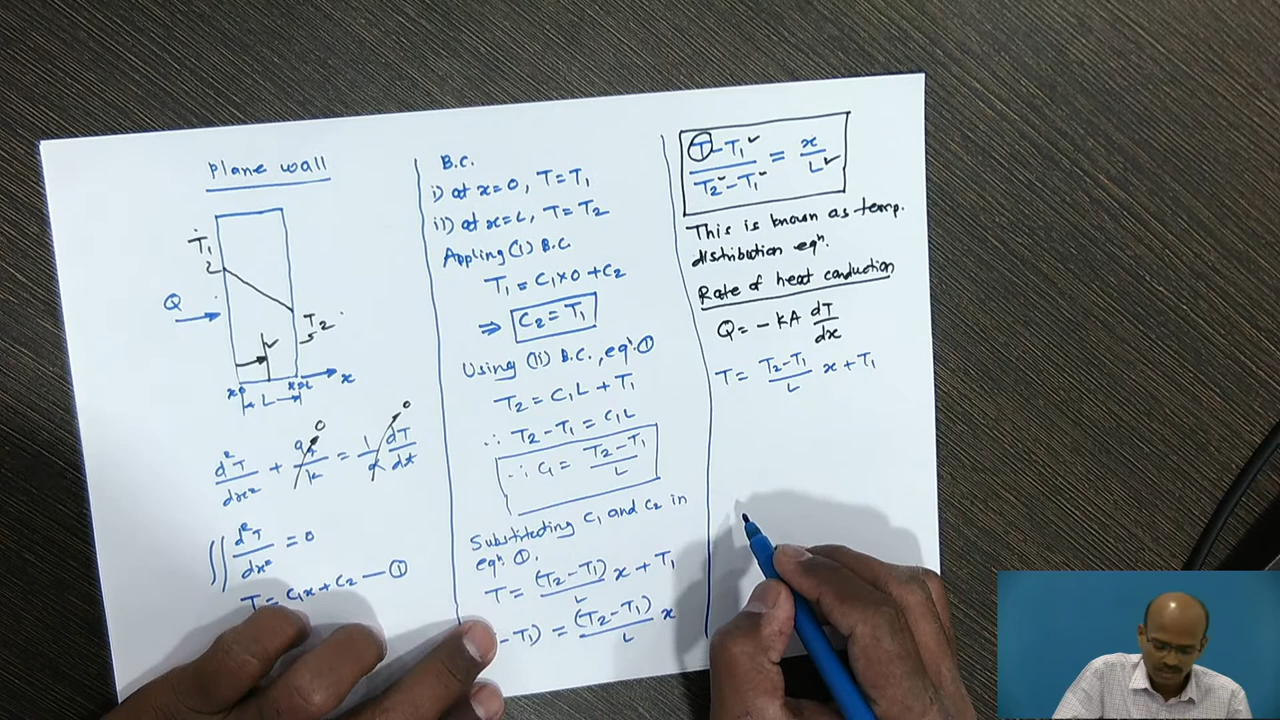 Plane wall
T1
Q
T2
x=0
x=L
x
L
d²T/dx² + q/k = 1/α dT/dt
0
0
∫∫ d²T/dx² = 0
T = C1x + C2 — ①
B.C.
i) at x=0, T=T1
ii) at x=L, T=T2
Appling (i) B.C.
T1 = C1×0 + C2
⇒ C2 = T1
Using (ii) B.C., eqⁿ. ①
T2 = C1L + T1
∴ T2-T1 = C1L
∴ C1 = T2-T1/L
Substituting C1 and C2 in
eqⁿ ①.
T = (T2-T1)/L x + T1
-T1) = (T2-T1)/L x
T-T1/T2-T1 = x/L
This is known as temp.
distribution eqⁿ.
Rate of heat conduction
Q = -KA dT/dx
T = T2-T1/L x + T1